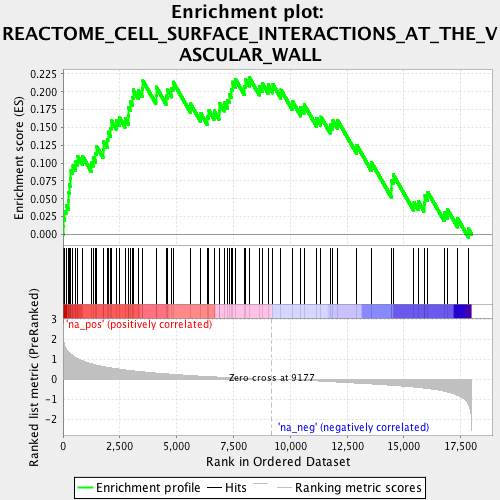 Enrichment plot:
REACTOME_CELL_SURFACE_INTERACTIONS_AT_THE_V
ASCULAR_WALL
Enrichment score (ES)
0.225
0.200
0.175
0.150
0.125
0.100
0.075
0.050
0.025
0.000
'na_pos' (positively correlated)
Ranked list metric (PreRanked)
3
2
1
0
-1
-2
Zero cross at 9177
'na_neg' (negatively correlated)
0
2,500
5,000
7,500
10,000
12,500
15,000
17,500
Rank in Ordered Dataset
Enrichment profile
Hits
Ranking metric scores